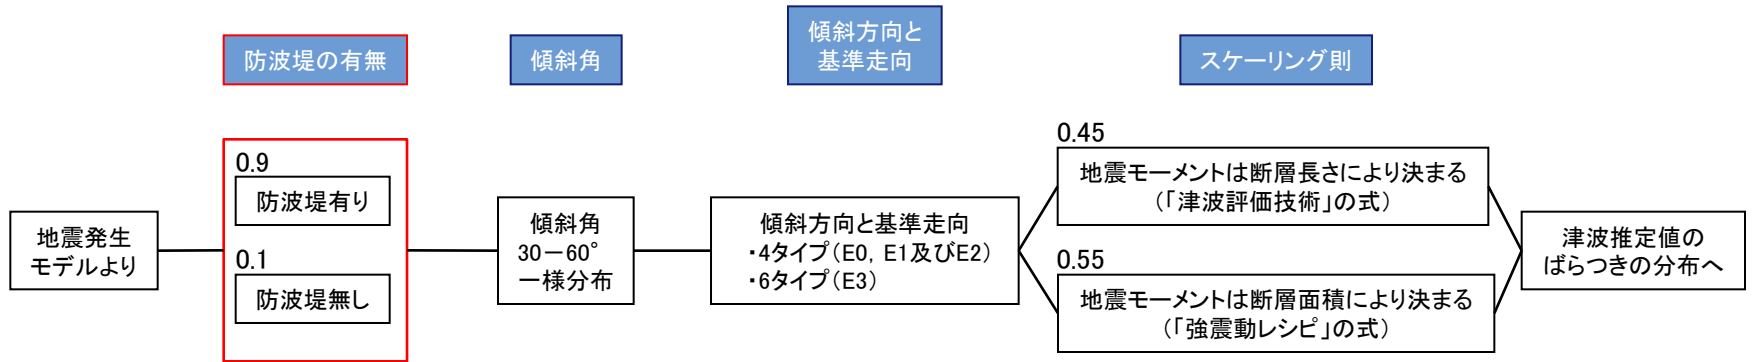 防波堤の有無
傾斜角
傾斜方向と
基準走向
スケーリング則
地震発生
モデルより
0.9
防波堤有り
0.1
防波堤無し
傾斜角
30－60°
一様分布
傾斜方向と基準走向
・4タイプ（E0, E1及びE2）
・6タイプ（E3）
0.45
地震モーメントは断層長さにより決まる
（「津波評価技術」の式）
0.55
地震モーメントは断層面積により決まる
（「強震動レシピ」の式）
津波推定値の
ばらつきの分布へ